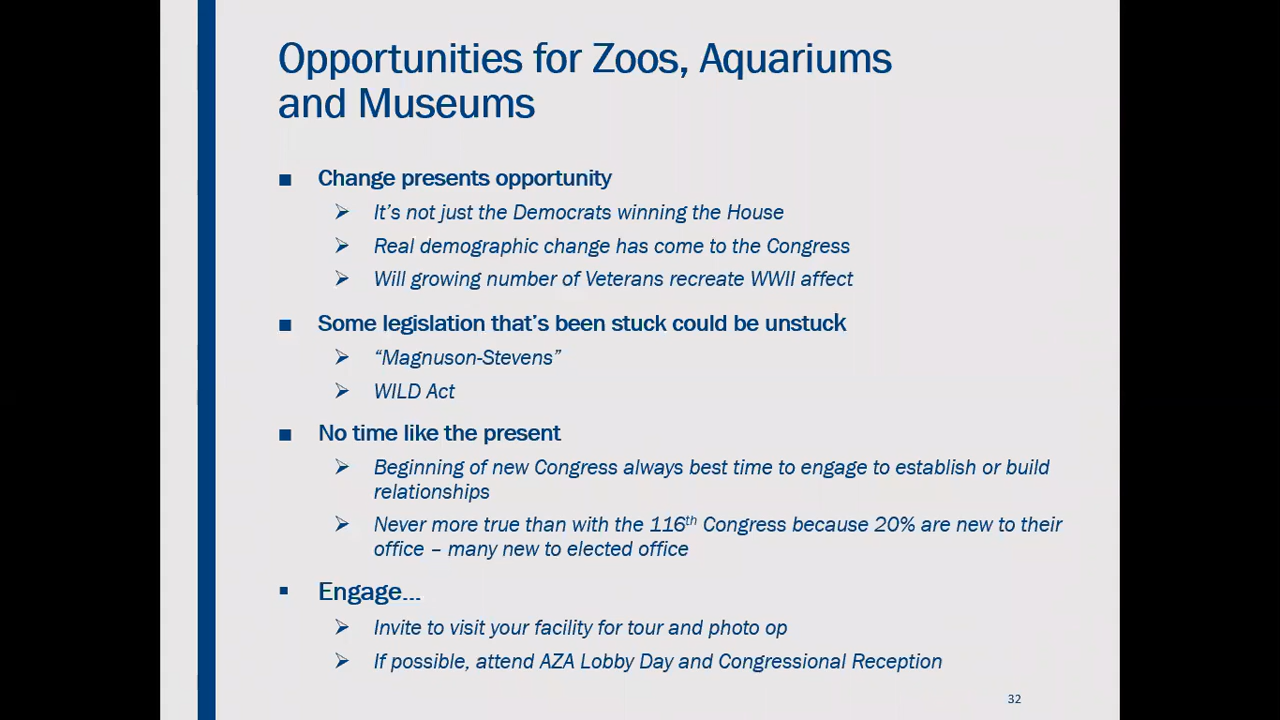 Opportunities for Zoos, Aquariums
and Museums
■ Change presents opportunity
➢ It's not just the Democrats winning the House
➢ Real demographic change has come to the Congress
➢ Will growing number of Veterans recreate WWII affect
■ Some legislation that's been stuck could be unstuck
➢ “Magnuson-Stevens”
➢ WILD Act
■ No time like the present
➢ Beginning of new Congress always best time to engage to establish or build
relationships
➢ Never more true than with the 116th Congress because 20% are new to their
office – many new to elected office
▪ Engage...
➢ Invite to visit your facility for tour and photo op
➢ If possible, attend AZA Lobby Day and Congressional Reception
32